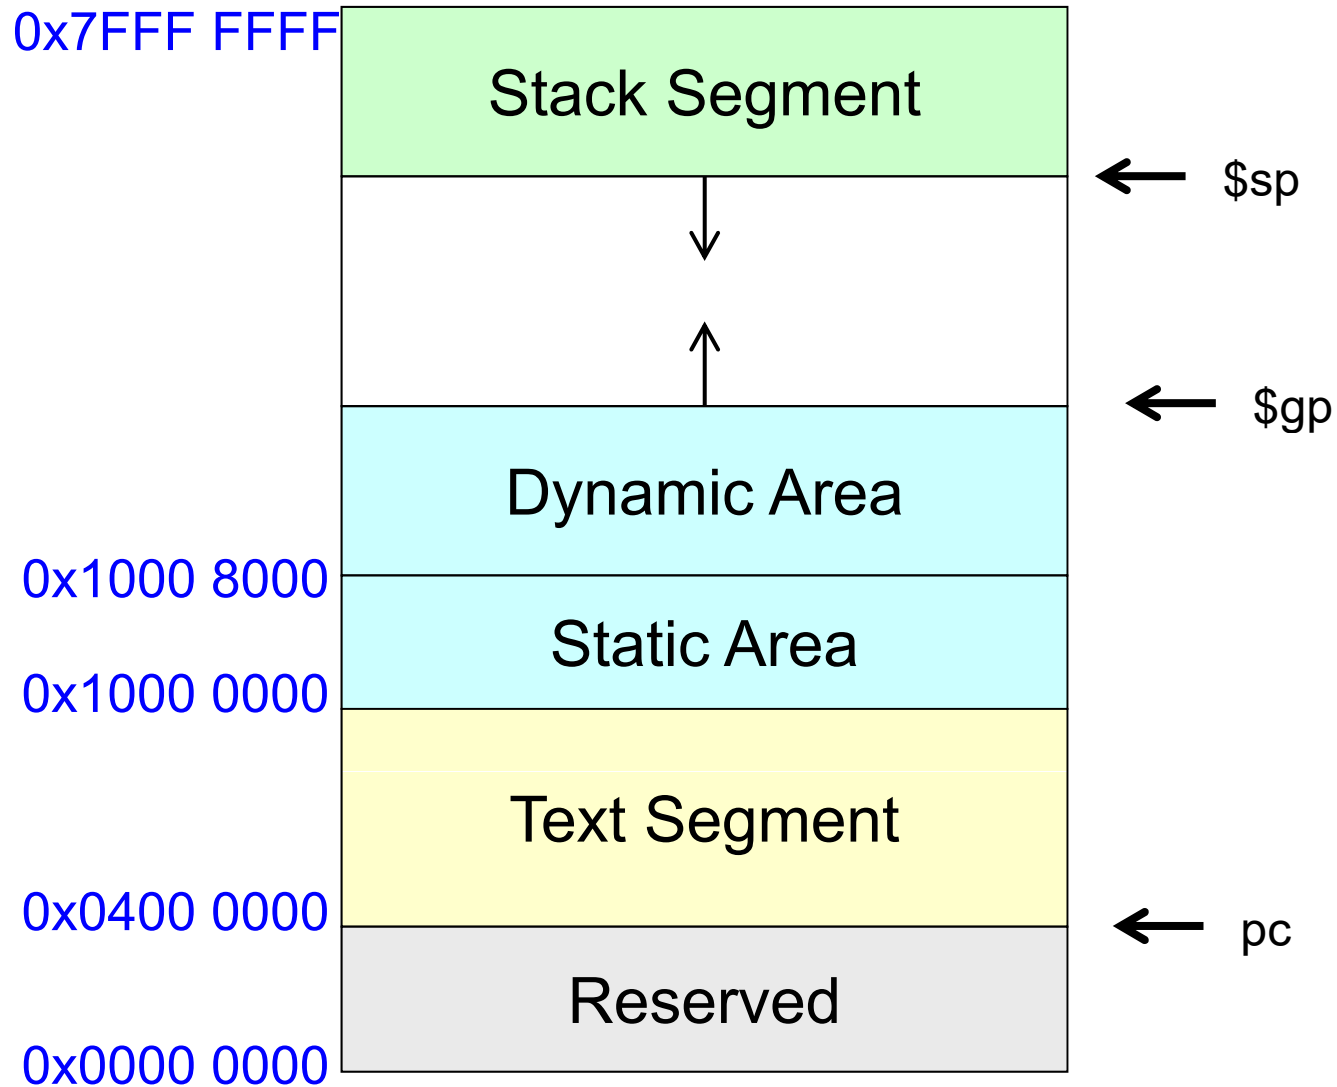 0x7FFF FFFF
Stack Segment
$sp
$gp
Dynamic Area
0x1000 8000
Static Area
0x1000 0000
Text Segment
0x0400 0000
pc
Reserved
0x0000 0000